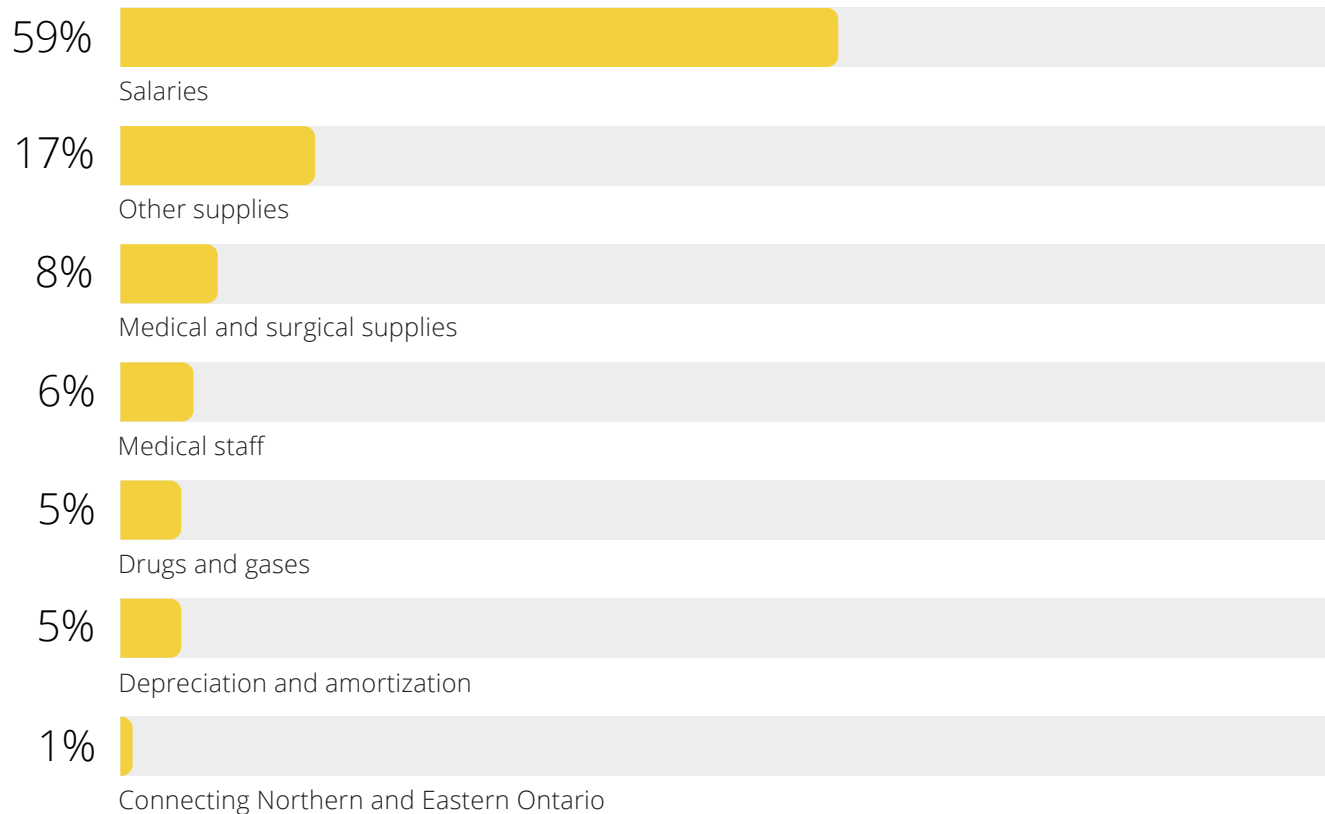 59%
Salaries
17%
Other supplies
8%
Medical and surgical supplies
6%
Medical staff
5%
Drugs and gases
5%
Depreciation and amortization
1%
Connecting Northern and Eastern Ontario